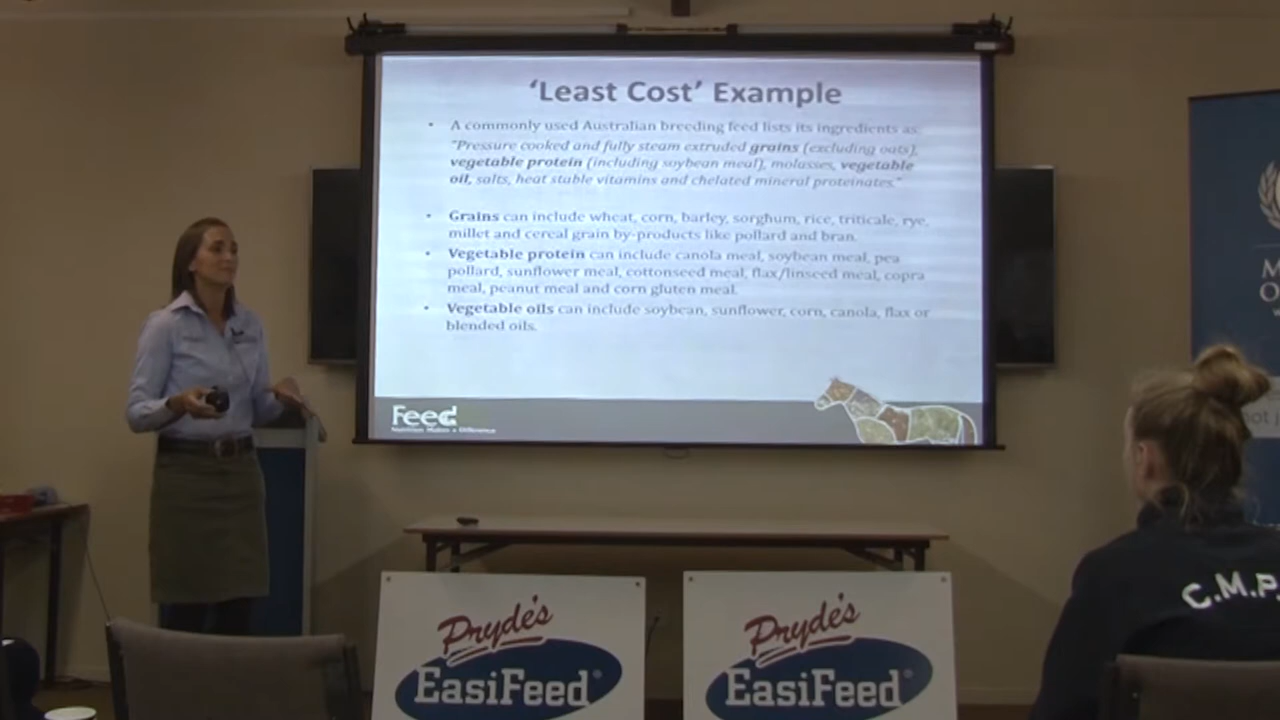 'Least Cost' Example
• A commonly used Australian breeding feed lists its ingredients as:
"Pressure cooked and fully steam extruded grains (excluding oats),
vegetable protein (including soybean meal), molasses, vegetable
oil, salts, heat stable vitamins and chelated mineral proteinates."
• Grains can include wheat, corn, barley, sorghum, rice, triticale, rye,
millet and cereal grain by-products like pollard and bran.
• Vegetable protein can include canola meal, soybean meal, pea
pollard, sunflower meal, cottonseed meal, flax/linseed meal, copra
meal, peanut meal and corn gluten meal.
• Vegetable oils can include soybean, sunflower, corn, canola, flax or
blended oils.
Feed
Nutrition Makes a Difference
M
O
not
C.M.P.
Pryde's
EasiFeed®
Pryde's
EasiFeed®